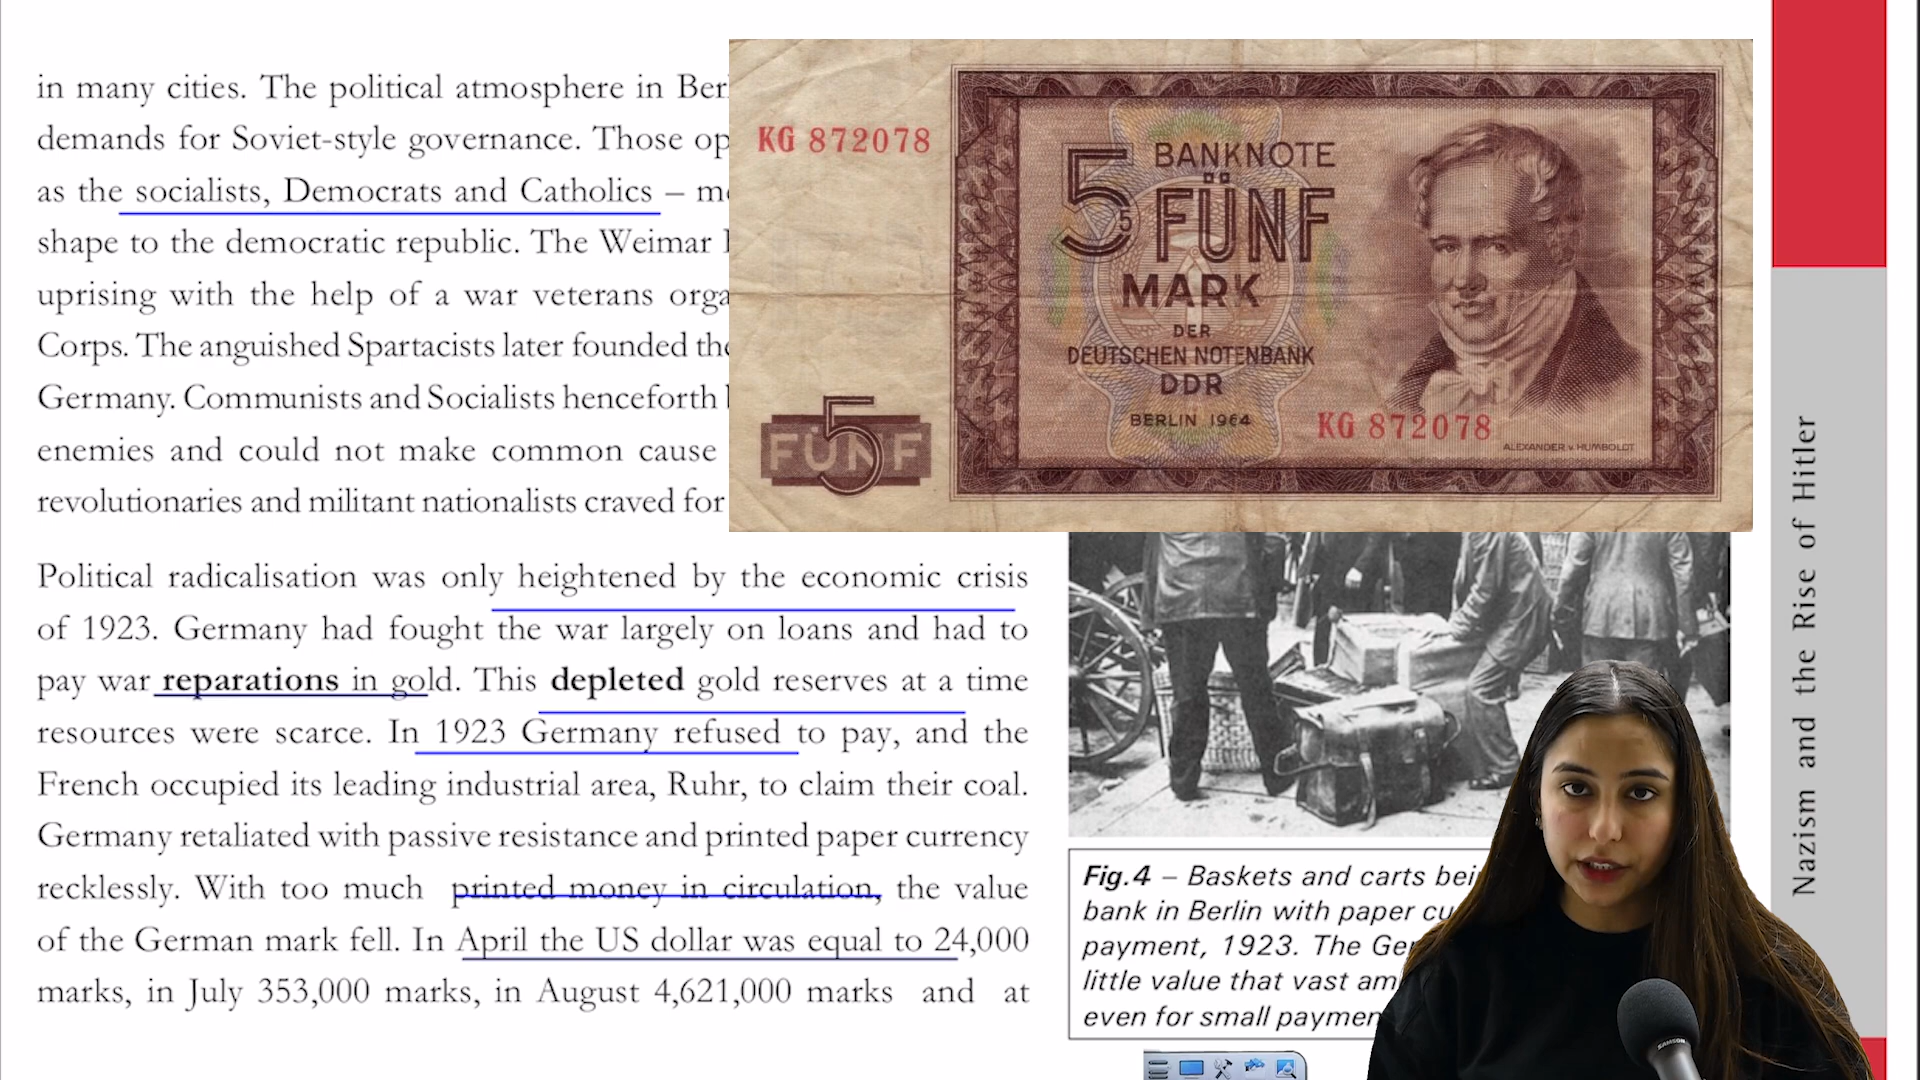 in many cities. The political atmosphere in Ber
demands for Soviet-style governance. Those op
as the socialists, Democrats and Catholics – m
shape to the democratic republic. The Weimar
uprising with the help of a war veterans orga
Corps. The anguished Spartacists later founded the
Germany. Communists and Socialists henceforth
enemies and could not make common cause
revolutionaries and militant nationalists craved for
KG 872078
5
5
BANKNOTE
FÜNF
MARK
DER
DEUTSCHEN NOTENBANK
DDR
BERLIN 1964
KG 872078
ALEXANDER v. HUMBOLDT
5
FÜNF
Political radicalisation was only heightened by the economic crisis
of 1923. Germany had fought the war largely on loans and had to
pay war reparations in gold. This depleted gold reserves at a time
resources were scarce. In 1923 Germany refused to pay, and the
French occupied its leading industrial area, Ruhr, to claim their coal.
Germany retaliated with passive resistance and printed paper currency
recklessly. With too much printed money in circulation, the value
of the German mark fell. In April the US dollar was equal to 24,000
marks, in July 353,000 marks, in August 4,621,000 marks and at
Fig.4 – Baskets and carts bei
bank in Berlin with paper cu
payment, 1923. The Ge
little value that vast am
even for small paymen
Nazism and the Rise of Hitler
SAMSON